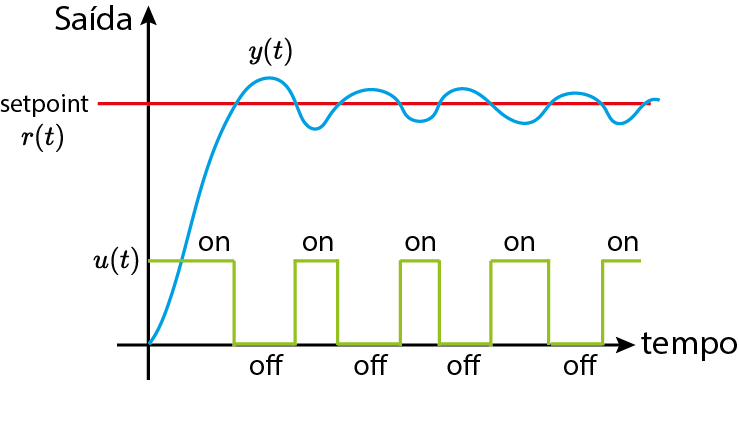 Saída
y(t)
setpoint
r(t)
on on on on on
u(t)
tempo
off off off off